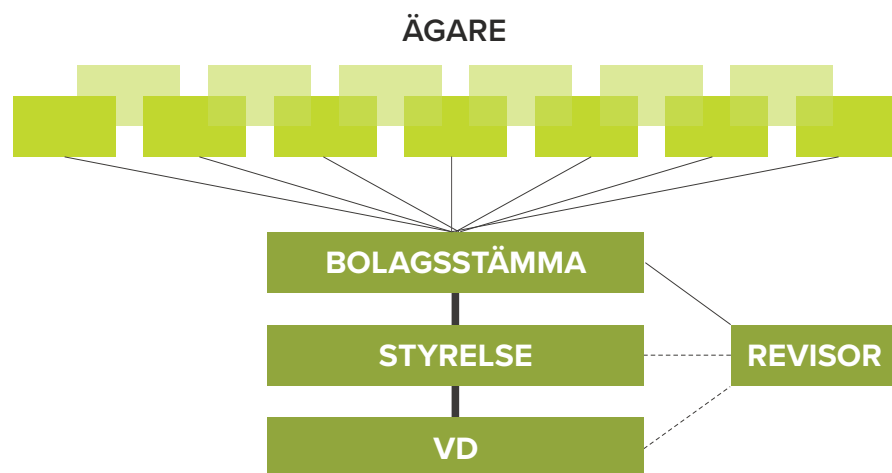 ÄGARE
BOLAGSSTÄMMA
STYRELSE
REVISOR
VD